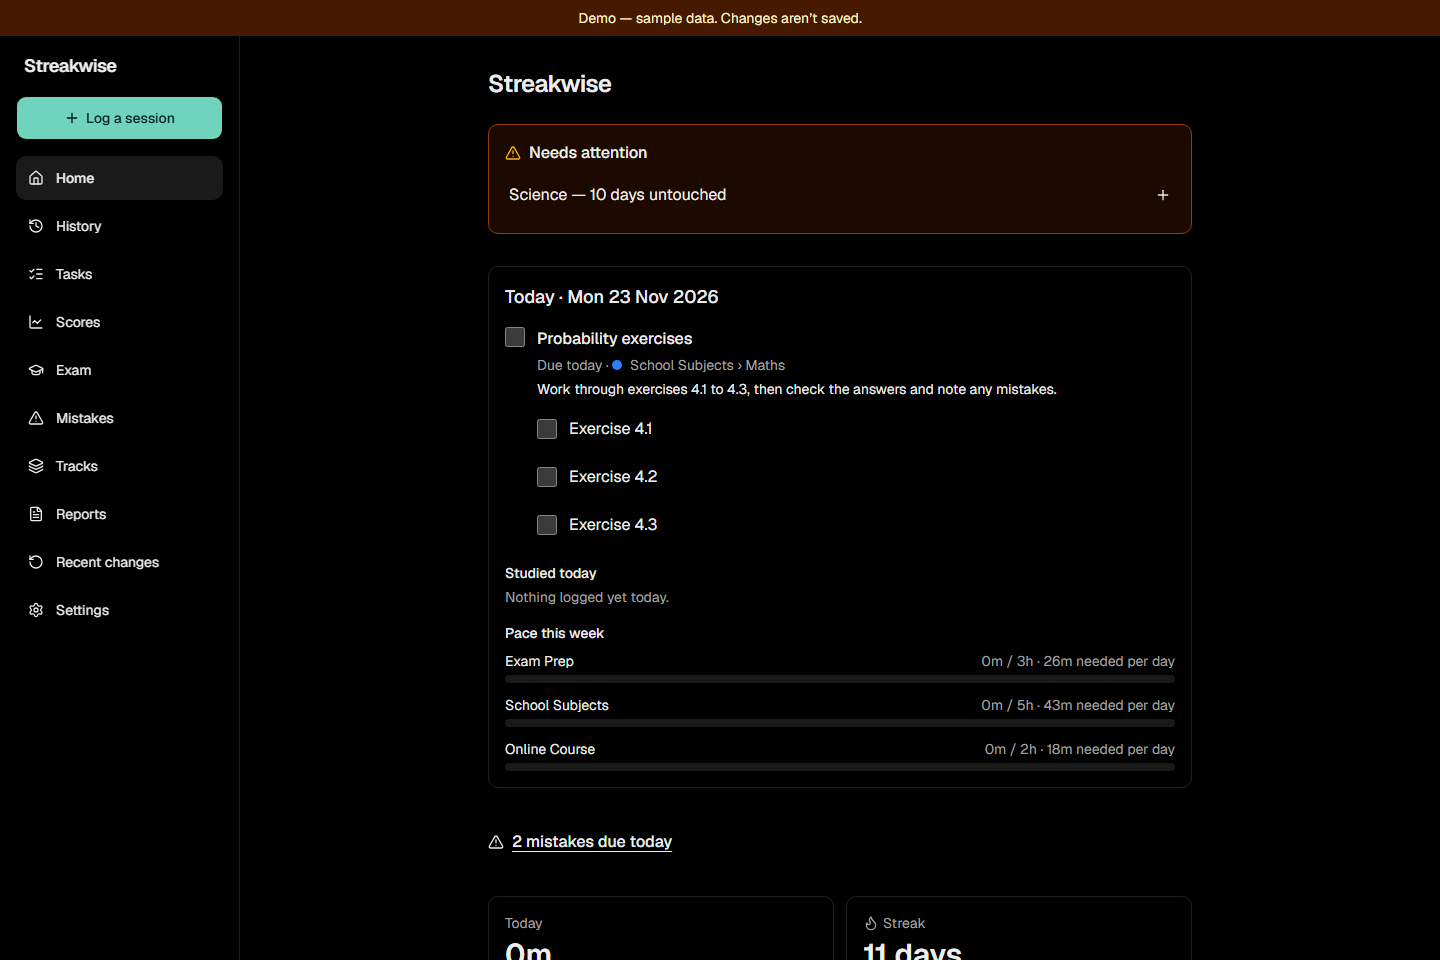 Demo — sample data. Changes aren't saved.
Streakwise
Log a session
Home
History
Tasks
Scores
Exam
Mistakes
Tracks
Reports
Recent changes
Settings
Streakwise
Needs attention
Science — 10 days untouched
Today · Mon 23 Nov 2026
Probability exercises
Due today · School Subjects › Maths
Work through exercises 4.1 to 4.3, then check the answers and note any mistakes.
Exercise 4.1
Exercise 4.2
Exercise 4.3
Studied today
Nothing logged yet today.
Pace this week
Exam Prep 0m / 3h · 26m needed per day
School Subjects 0m / 5h · 43m needed per day
Online Course 0m / 2h · 18m needed per day
2 mistakes due today
Today
0m
Streak
11 days